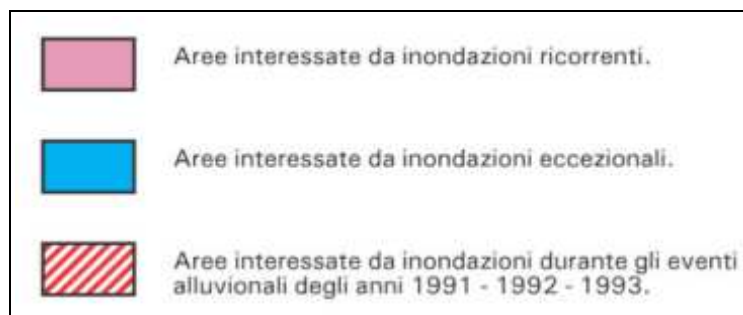 Aree interessate da inondazioni ricorrenti.
Aree interessate da inondazioni eccezionali.
Aree interessate da inondazioni durante gli eventi
alluvionali degli anni 1991 - 1992 - 1993.